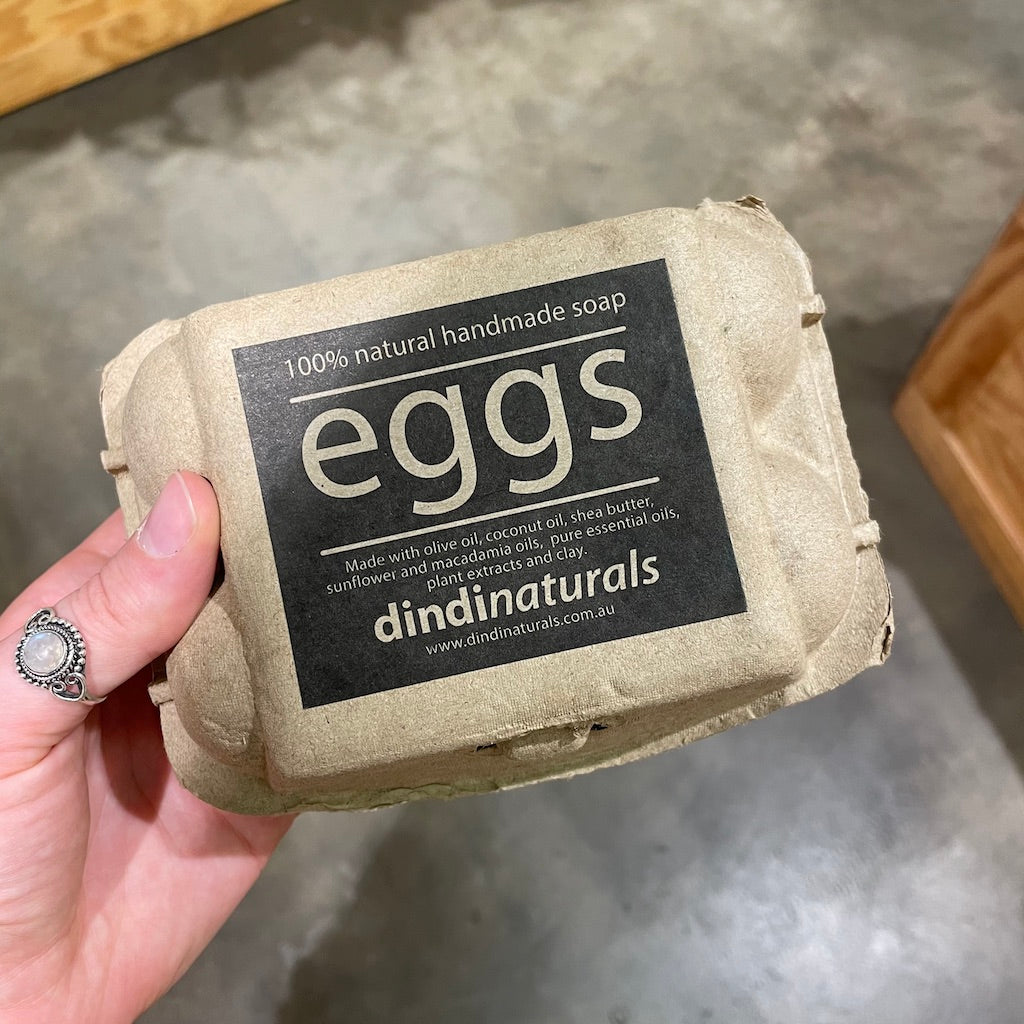 100% natural handmade soap
eggs
Made with olive oil, coconut oil, shea butter,
sunflower and macadamia oils, pure essential oils,
plant extracts and clay.
dindinaturals
www.dindinaturals.com.au